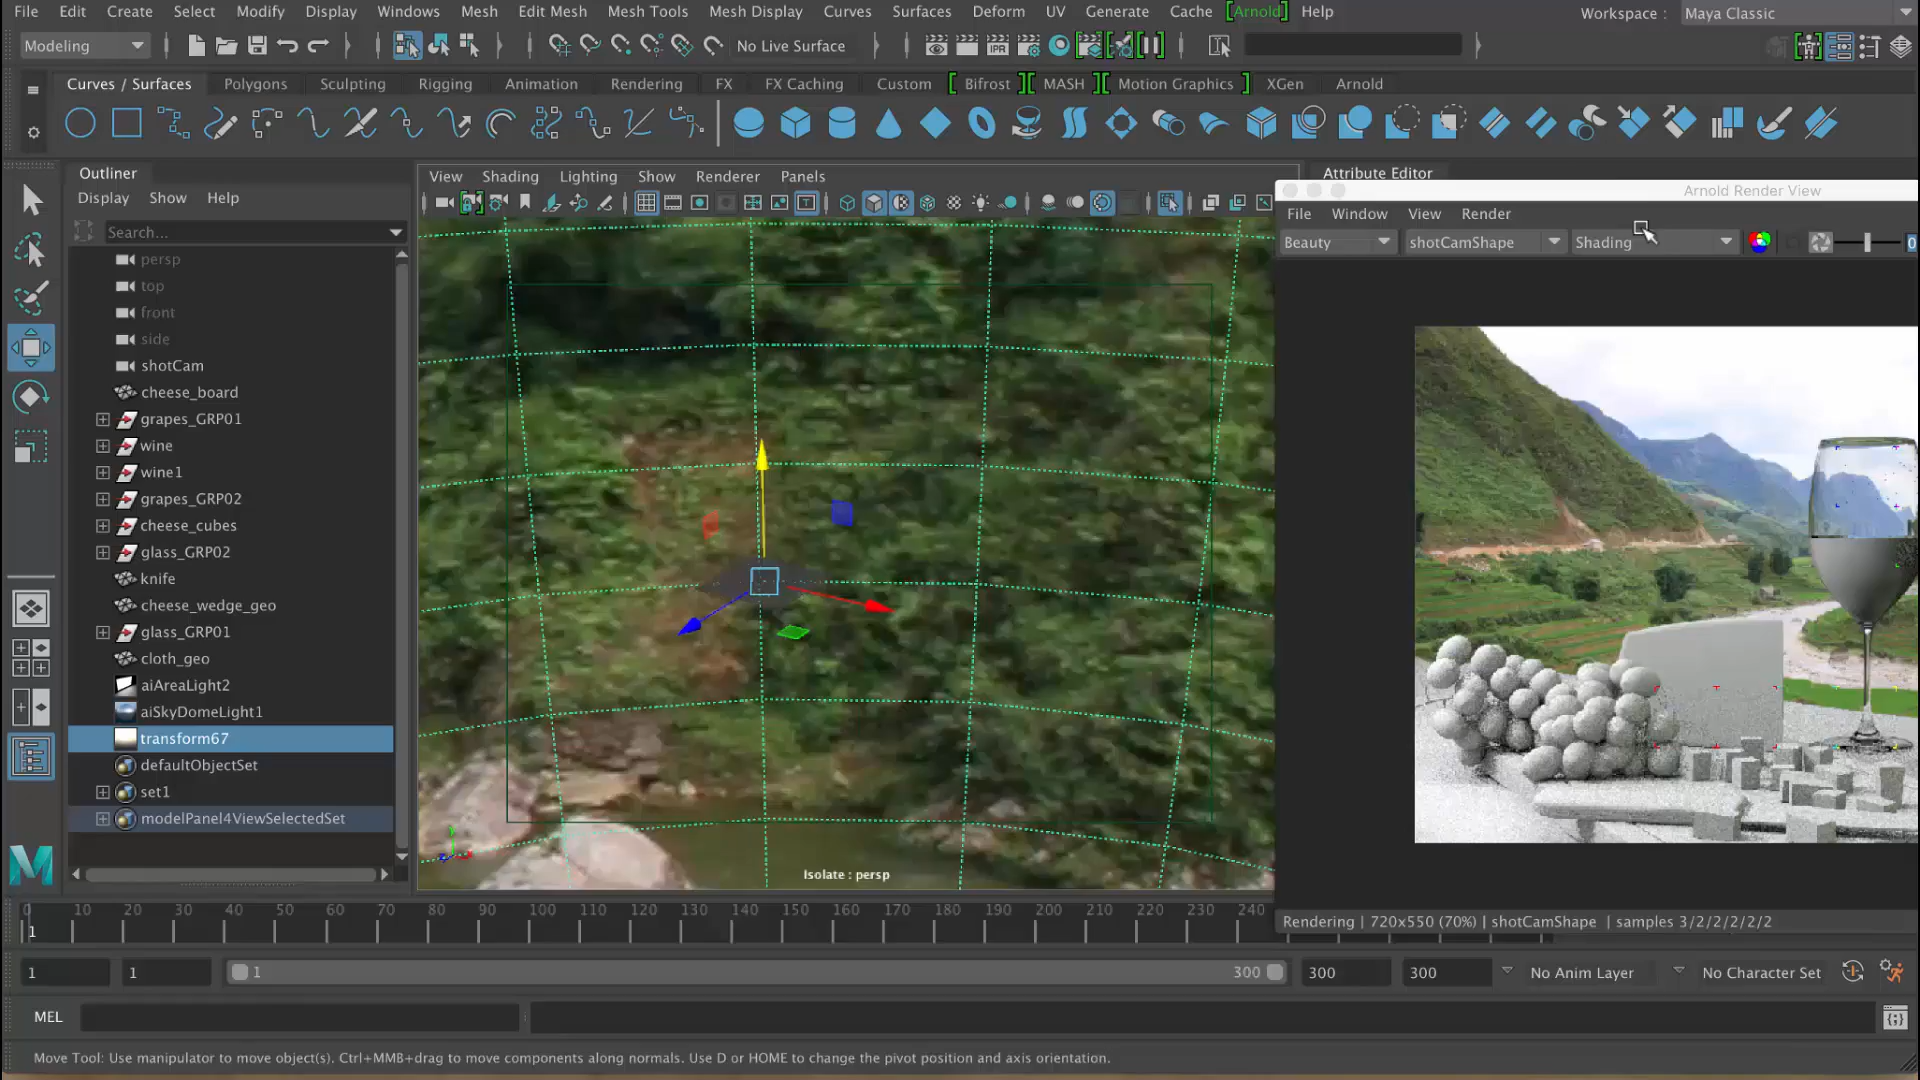 File Edit Create Select Modify Display Windows Mesh Edit Mesh Mesh Tools Mesh Display Curves Surfaces Deform UV Generate Cache [Arnold] Help Workspace : Maya Classic
Modeling No Live Surface IPR
Curves / Surfaces Polygons Sculpting Rigging Animation Rendering FX FX Caching Custom Bifrost MASH Motion Graphics XGen Arnold
Outliner
Display Show Help
Search...
persp
top
front
side
shotCam
cheese_board
grapes_GRP01
wine
wine1
grapes_GRP02
cheese_cubes
glass_GRP02
knife
cheese_wedge_geo
glass_GRP01
cloth_geo
aiAreaLight2
aiSkyDomeLight1
transform67
defaultObjectSet
set1
modelPanel4ViewSelectedSet
View Shading Lighting Show Renderer Panels
Isolate : persp
Attribute Editor
Arnold Render View
File Window View Render
Beauty shotCamShape Shading 0
Rendering | 720x550 (70%) | shotCamShape | samples 3/2/2/2/2/2
0 10 20 30 40 50 60 70 80 90 100 110 120 130 140 150 160 170 180 190 200 210 220 230 240
1
1 1 1 300 300 300 No Anim Layer No Character Set
MEL
Move Tool: Use manipulator to move object(s). Ctrl+MMB+drag to move components along normals. Use D or HOME to change the pivot position and axis orientation.